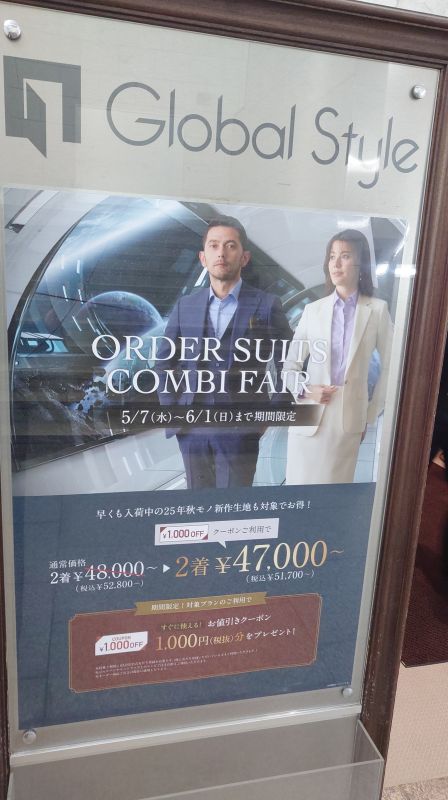 Global Style
ORDER SUITS
COMBI FAIR
5/7(水)~6/1(日)まで期間限定
早くも入荷中の25年秋モノ新作生地も対象でお得!
¥1,000OFF クーポンご利用で
通常価格
2着¥48,000~ ▶ 2着¥47,000~
(税込¥52,800~) (税込¥51,700~)
期間限定!対象プランのご利用で
すぐに使える!お値引きクーポン
COUPON
¥1,000OFF
1,000円(税抜)分をプレゼント!